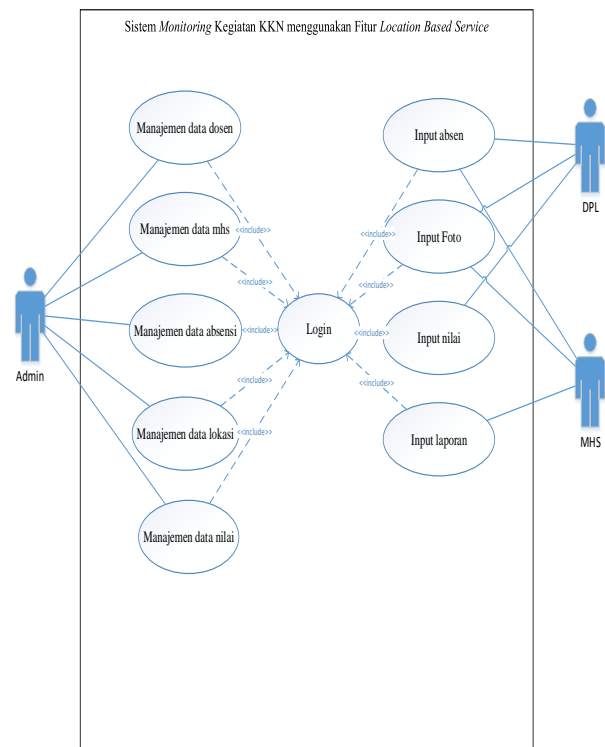 Sistem Monitoring Kegiatan KKN menggunakan Fitur Location Based Service
Manajemen data dosen
Input absen
DPL
Manajemen data mhs
<<include>>
<<include>>
Input Foto
<<include>>
<<include>>
Manajemen data absensi
<<include>>
Login
<<include>>
Input nilai
Admin
<<include>>
<<include>>
Manajemen data lokasi
<<include>>
Input laporan
MHS
Manajemen data nilai